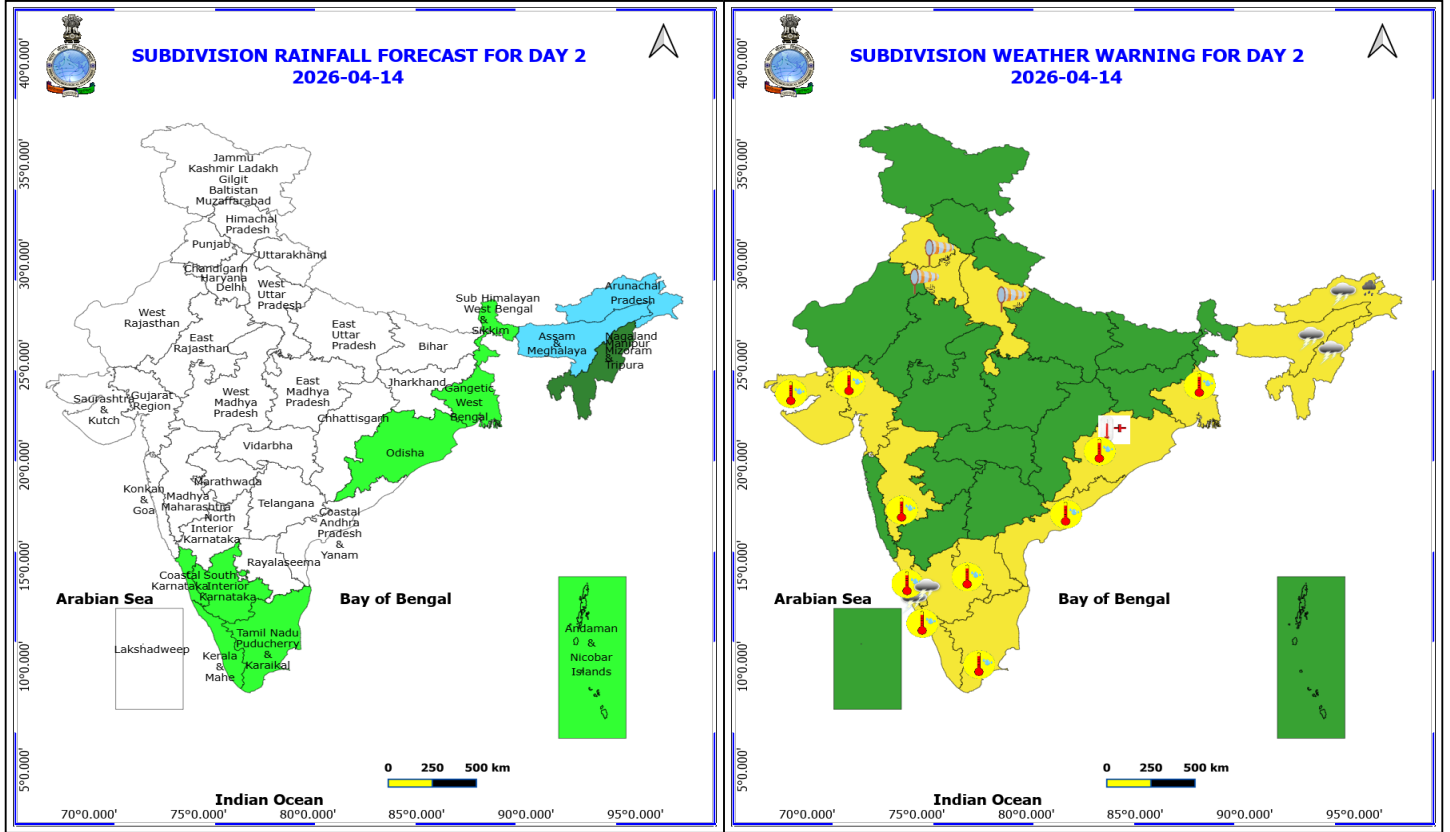 SUBDIVISION RAINFALL FORECAST FOR DAY 2
2026-04-14
40°0.000'
35°0.000'
30°0.000'
25°0.000'
20°0.000'
15°0.000'
10°0.000'
5°0.000'
Jammu
Kashmir Ladakh
Gilgit
Baltistan
Muzaffarabad
Himachal
Pradesh
Punjab
Uttarakhand
Chandigarh
Haryana
Delhi
West
Uttar
Pradesh
West
Rajasthan
East
Rajasthan
East
Uttar
Pradesh
Bihar
Sub Himalayan
West Bengal
&
Sikkim
Arunachal
Pradesh
Assam
&
Meghalaya
Nagaland
Manipur
Mizoram
&
Tripura
Saurashtra
&
Kutch
Gujarat
Region
West
Madhya
Pradesh
East
Madhya
Pradesh
Jharkhand
Gangetic
West
Bengal
Chhattisgarh
Odisha
Vidarbha
Konkan
&
Goa
Madhya
Maharashtra
Marathwada
Telangana
North
Interior
Karnataka
Coastal
Andhra
Pradesh
&
Yanam
Rayalaseema
Coastal
Karnataka
South
Interior
Karnataka
Tamil Nadu
Puducherry
&
Karaikal
Kerala
&
Mahe
Lakshadweep
Andaman
&
Nicobar
Islands
Arabian Sea
Bay of Bengal
0 250 500 km
Indian Ocean
70°0.000' 75°0.000' 80°0.000' 85°0.000' 90°0.000' 95°0.000'
SUBDIVISION WEATHER WARNING FOR DAY 2
2026-04-14
40°0.000'
35°0.000'
30°0.000'
25°0.000'
20°0.000'
15°0.000'
10°0.000'
5°0.000'
Arabian Sea
Bay of Bengal
0 250 500 km
Indian Ocean
70°0.000' 75°0.000' 80°0.000' 85°0.000' 90°0.000' 95°0.000'